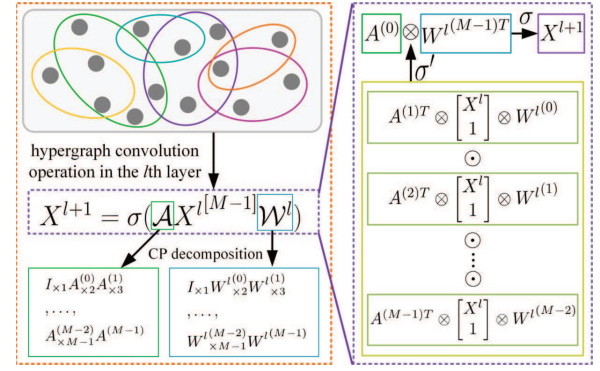 hypergraph convolution
operation in the lth layer
X^{l+1} = σ(𝒜X^{l^{[M−1]}}𝒲^l)
CP decomposition
I_{×1}A^{(0)}_{×2}A^{(1)}_{×3}
, . . . ,
A^{(M−2)}_{×M−1}A^{(M−1)}
I_{×1}W^{l^{(0)}}_{×2}W^{l^{(1)}}_{×3}
, . . . ,
W^{l^{(M−2)}}_{×M−1}W^{l^{(M−1)}}
A^{(0)} ⊗ W^{l^{(M−1)T}} σ X^{l+1}
σ′
A^{(1)T} ⊗ [X^l 1] ⊗ W^{l^{(0)}}
⊙
A^{(2)T} ⊗ [X^l 1] ⊗ W^{l^{(1)}}
⊙
⋮
⊙
A^{(M−1)T} ⊗ [X^l 1] ⊗ W^{l^{(M−2)}}